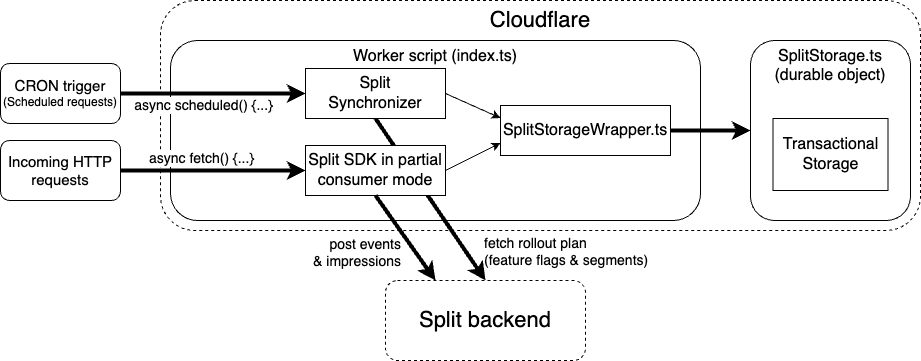 Cloudflare
Worker script (index.ts)
SplitStorage.ts
(durable object)
CRON trigger
(Scheduled requests)
async scheduled() {...}
Split
Synchronizer
SplitStorageWrapper.ts
Transactional
Storage
Incoming HTTP
requests
async fetch() {...}
Split SDK in partial
consumer mode
post events
& impressions
fetch rollout plan
(feature flags & segments)
Split backend